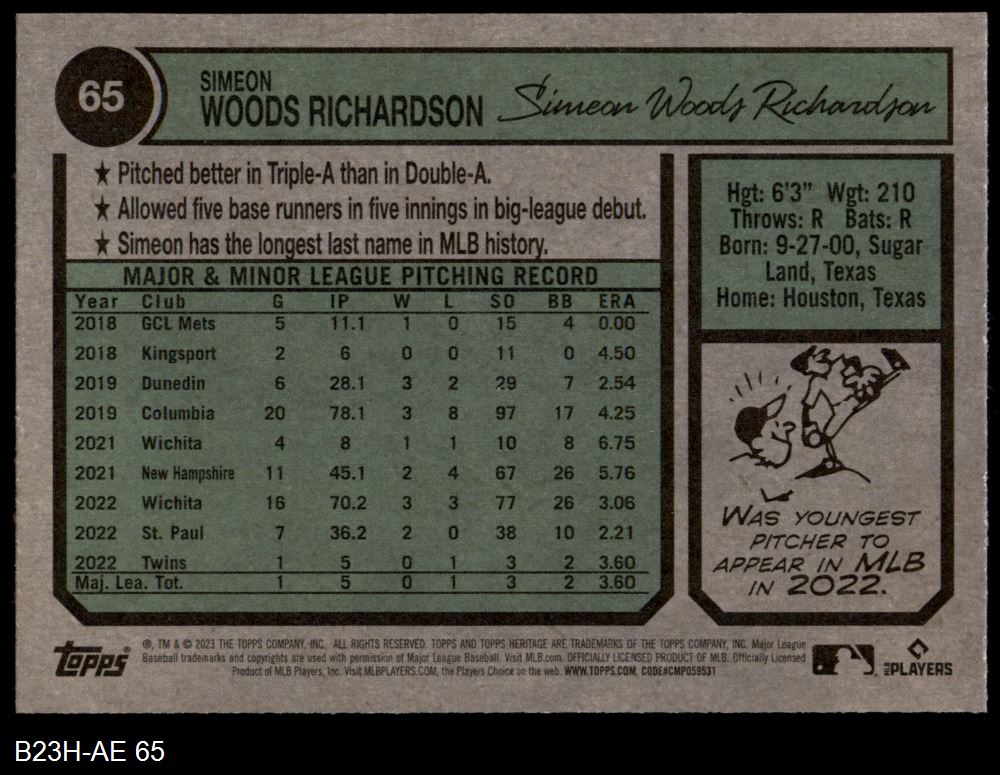 65
SIMEON
WOODS RICHARDSON
Simeon Woods Richardson
★ Pitched better in Triple-A than in Double-A.
★ Allowed five base runners in five innings in big-league debut.
★ Simeon has the longest last name in MLB history.
MAJOR & MINOR LEAGUE PITCHING RECORD
Year Club G IP W L SO BB ERA
2018 GCL Mets 5 11.1 1 0 15 4 0.00
2018 Kingsport 2 6 0 0 11 0 4.50
2019 Dunedin 6 28.1 3 2 29 7 2.54
2019 Columbia 20 78.1 3 8 97 17 4.25
2021 Wichita 4 8 1 1 10 8 6.75
2021 New Hampshire 11 45.1 2 4 67 26 5.76
2022 Wichita 16 70.2 3 3 77 26 3.06
2022 St. Paul 7 36.2 2 0 38 10 2.21
2022 Twins 1 5 0 1 3 2 3.60
Maj. Lea. Tot. 1 5 0 1 3 2 3.60
Hgt: 6'3" Wgt: 210
Throws: R Bats: R
Born: 9-27-00, Sugar
Land, Texas
Home: Houston, Texas
WAS YOUNGEST
PITCHER TO
APPEAR IN MLB
IN 2022.
topps
®, TM & © 2023 THE TOPPS COMPANY, INC. ALL RIGHTS RESERVED. TOPPS AND TOPPS HERITAGE ARE TRADEMARKS OF THE TOPPS COMPANY, INC. Major League
Baseball trademarks and copyrights are used with permission of Major League Baseball. Visit MLB.com. OFFICIALLY LICENSED PRODUCT OF MLB. Officially Licensed
Product of MLB Players, Inc. Visit MLBPLAYERS.COM, the Players Choice on the web. WWW.TOPPS.COM. CODE#CMP059531
MLB PLAYERS
B23H-AE 65